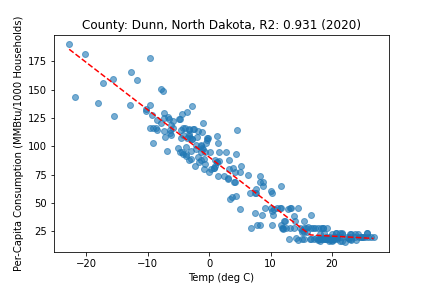 County: Dunn, North Dakota, R2: 0.931 (2020)
Per-Capita Consumption (MMBtu/1000 Households)
175
150
125
100
75
50
25
−20 −10 0 10 20
Temp (deg C)